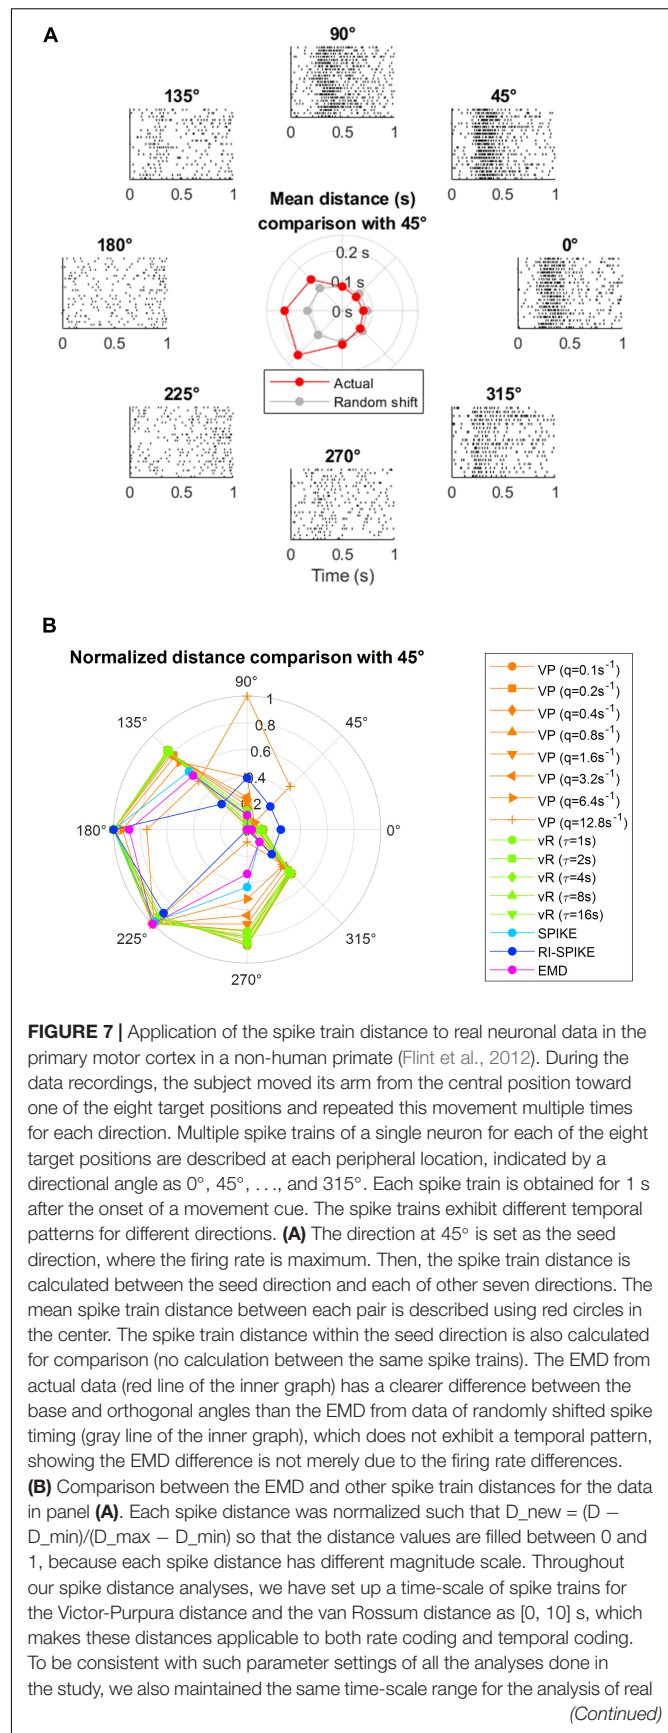 A
90°
0 0.5 1
135°
0 0.5 1
45°
0 0.5 1
Mean distance (s)
comparison with 45°
0.2 s
0.1 s
0 s
180°
0 0.5 1
0°
0 0.5 1
Actual
Random shift
225°
0 0.5 1
315°
0 0.5 1
270°
0 0.5 1
Time (s)
B
Normalized distance comparison with 45°
90°
1
0.8
0.6
0.4
0.2
135°
45°
180°
0°
225°
315°
270°
VP (q=0.1s⁻¹)
VP (q=0.2s⁻¹)
VP (q=0.4s⁻¹)
VP (q=0.8s⁻¹)
VP (q=1.6s⁻¹)
VP (q=3.2s⁻¹)
VP (q=6.4s⁻¹)
VP (q=12.8s⁻¹)
vR (τ=1s)
vR (τ=2s)
vR (τ=4s)
vR (τ=8s)
vR (τ=16s)
SPIKE
RI-SPIKE
EMD
FIGURE 7 | Application of the spike train distance to real neuronal data in the
primary motor cortex in a non-human primate (Flint et al., 2012). During the
data recordings, the subject moved its arm from the central position toward
one of the eight target positions and repeated this movement multiple times
for each direction. Multiple spike trains of a single neuron for each of the eight
target positions are described at each peripheral location, indicated by a
directional angle as 0°, 45°, . . ., and 315°. Each spike train is obtained for 1 s
after the onset of a movement cue. The spike trains exhibit different temporal
patterns for different directions. (A) The direction at 45° is set as the seed
direction, where the firing rate is maximum. Then, the spike train distance is
calculated between the seed direction and each of other seven directions. The
mean spike train distance between each pair is described using red circles in
the center. The spike train distance within the seed direction is also calculated
for comparison (no calculation between the same spike trains). The EMD from
actual data (red line of the inner graph) has a clearer difference between the
base and orthogonal angles than the EMD from data of randomly shifted spike
timing (gray line of the inner graph), which does not exhibit a temporal pattern,
showing the EMD difference is not merely due to the firing rate differences.
(B) Comparison between the EMD and other spike train distances for the data
in panel (A). Each spike distance was normalized such that D_new = (D −
D_min)/(D_max − D_min) so that the distance values are filled between 0 and
1, because each spike distance has different magnitude scale. Throughout
our spike distance analyses, we have set up a time-scale of spike trains for
the Victor-Purpura distance and the van Rossum distance as [0, 10] s, which
makes these distances applicable to both rate coding and temporal coding.
To be consistent with such parameter settings of all the analyses done in
the study, we also maintained the same time-scale range for the analysis of real
(Continued)